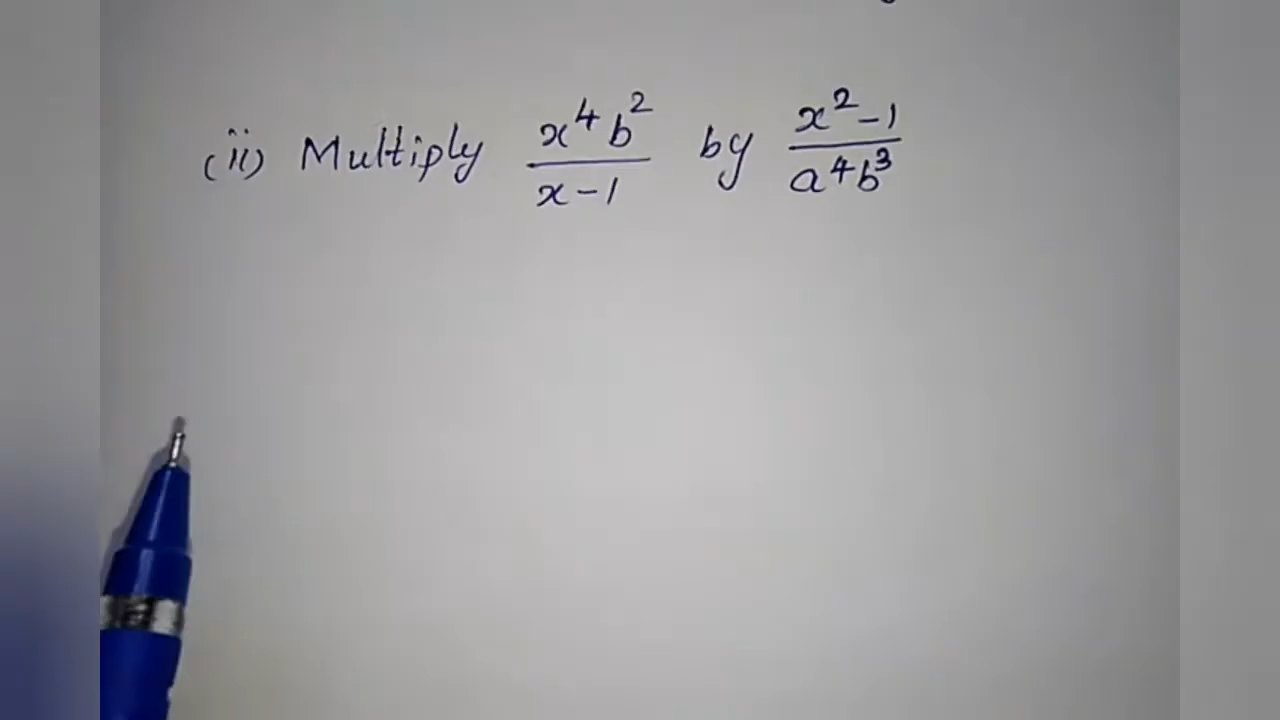 (ii) Multiply x⁴b²/x-1 by x²-1/a⁴b³